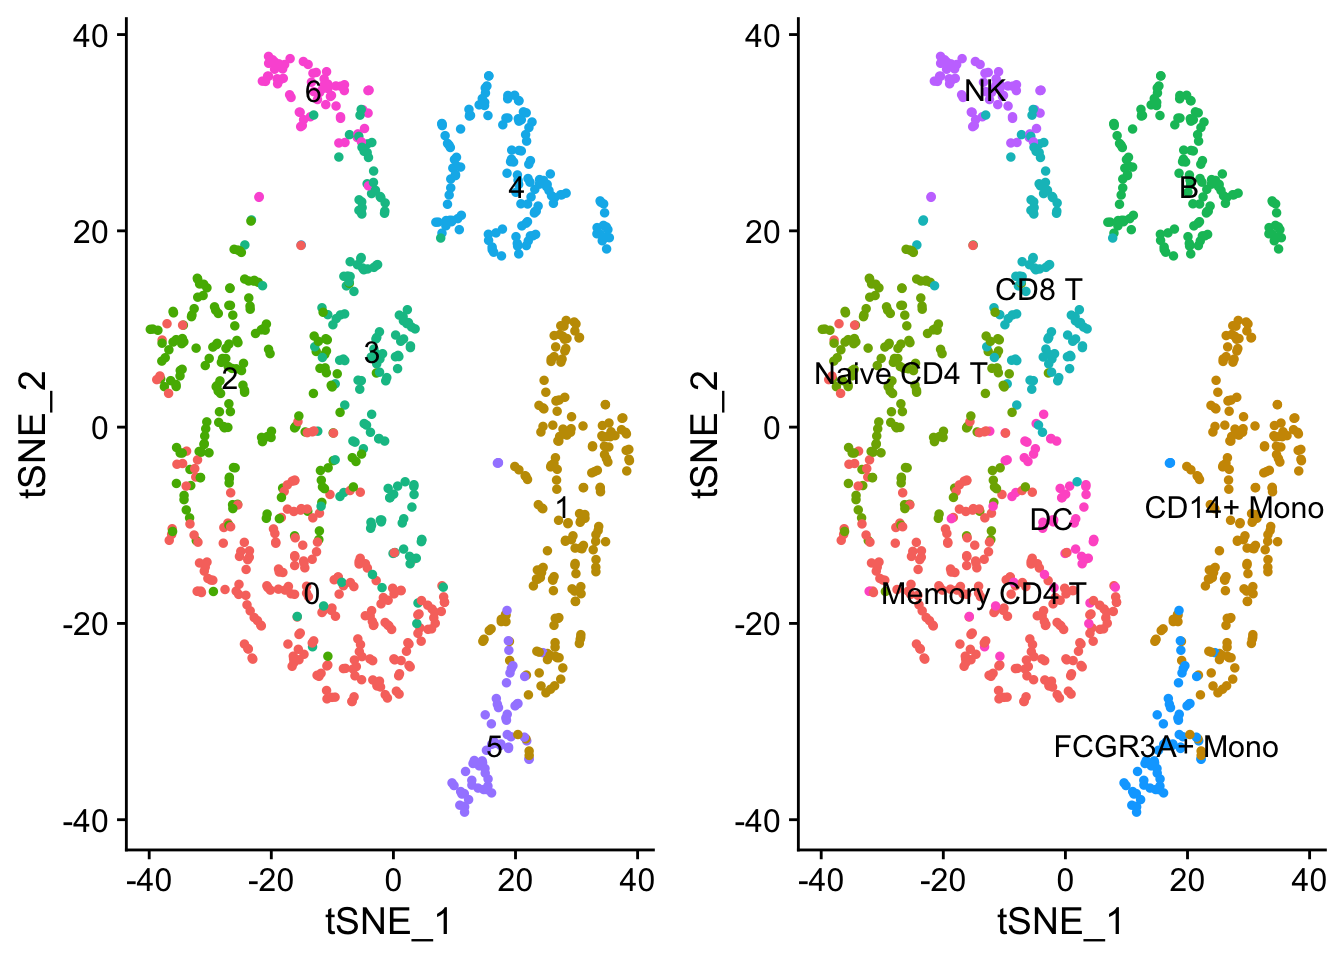 40
20
0
-20
-40
tSNE_2
6
4
3
2
1
0
5
-40 -20 0 20 40
tSNE_1
40
20
0
-20
-40
tSNE_2
NK
B
CD8 T
Naive CD4 T
CD14+ Mono
DC
Memory CD4 T
FCGR3A+ Mono
-40 -20 0 20 40
tSNE_1